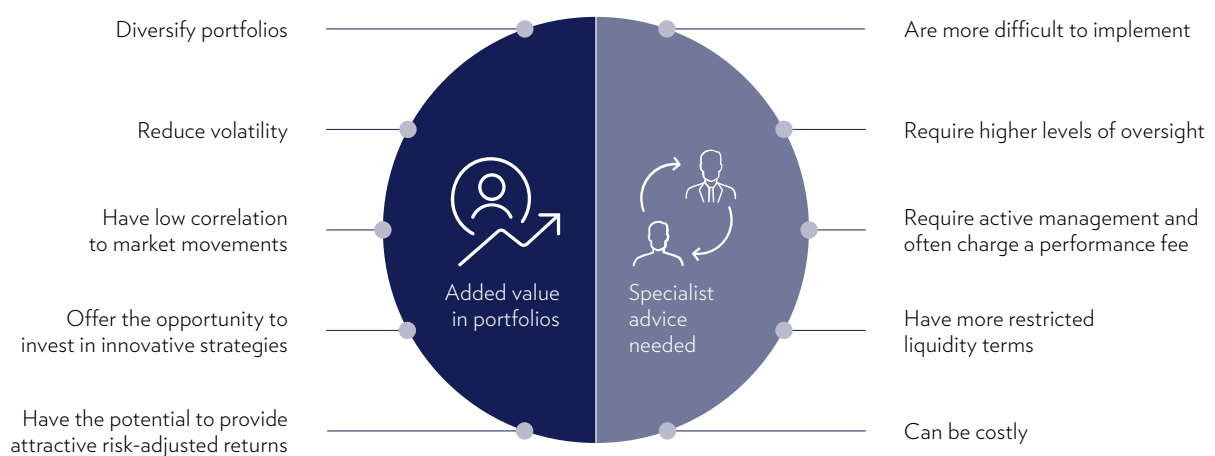 Diversify portfolios
Reduce volatility
Have low correlation
to market movements
Offer the opportunity to
invest in innovative strategies
Have the potential to provide
attractive risk-adjusted returns
Added value
in portfolios
Specialist
advice
needed
Are more difficult to implement
Require higher levels of oversight
Require active management and
often charge a performance fee
Have more restricted
liquidity terms
Can be costly